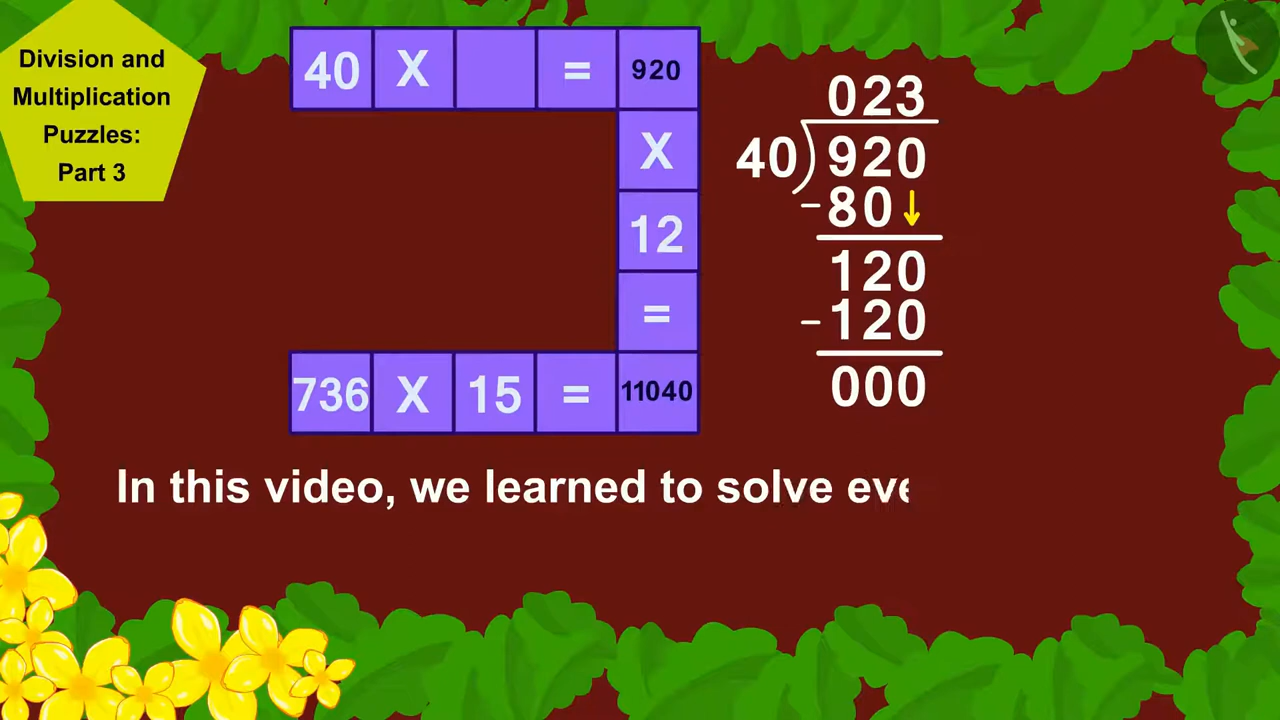 Division and
Multiplication
Puzzles:
Part 3
40 X = 920
X
12
=
736 X 15 = 11040
023
40)920
-80↓
120
-120
000
In this video, we learned to solve